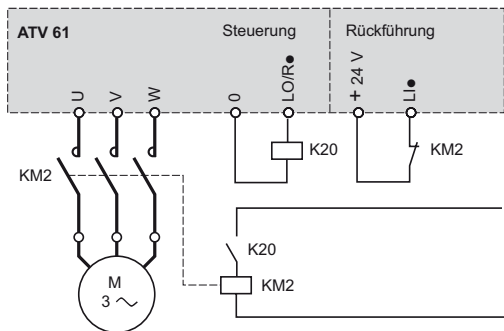 ATV 61
Steuerung
Rückführung
U
V
W
0
LO/R●
+ 24 V
LI●
KM2
K20
KM2
K20
KM2
M
3 ~